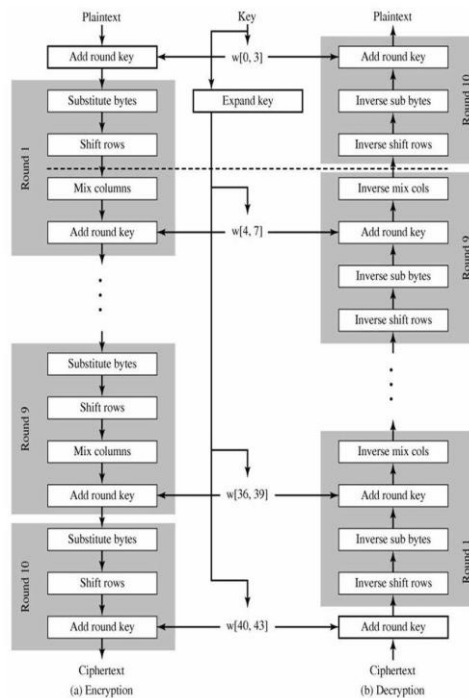 Plaintext
Add round key
Round 1
Substitute bytes
Shift rows
Mix columns
Add round key
Round 9
Substitute bytes
Shift rows
Mix columns
Add round key
Round 10
Substitute bytes
Shift rows
Add round key
Ciphertext
(a) Encryption
Key
w[0, 3]
Expand key
w[4, 7]
w[36, 39]
w[40, 43]
Plaintext
Add round key
Inverse sub bytes
Inverse shift rows
Round 10
Inverse mix cols
Add round key
Inverse sub bytes
Inverse shift rows
Round 9
Inverse mix cols
Add round key
Inverse sub bytes
Inverse shift rows
Round 1
Add round key
Ciphertext
(b) Decryption